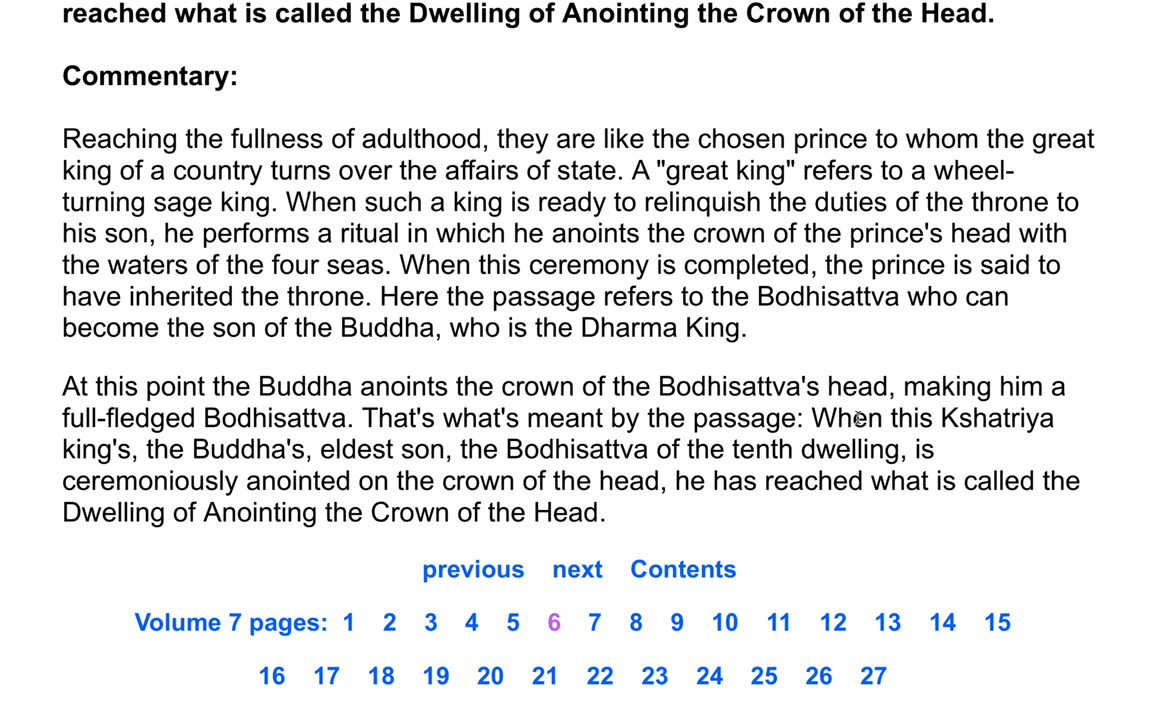 reached what is called the Dwelling of Anointing the Crown of the Head.
Commentary:
Reaching the fullness of adulthood, they are like the chosen prince to whom the great
king of a country turns over the affairs of state. A "great king" refers to a wheel-
turning sage king. When such a king is ready to relinquish the duties of the throne to
his son, he performs a ritual in which he anoints the crown of the prince's head with
the waters of the four seas. When this ceremony is completed, the prince is said to
have inherited the throne. Here the passage refers to the Bodhisattva who can
become the son of the Buddha, who is the Dharma King.
At this point the Buddha anoints the crown of the Bodhisattva's head, making him a
full-fledged Bodhisattva. That's what's meant by the passage: When this Kshatriya
king's, the Buddha's, eldest son, the Bodhisattva of the tenth dwelling, is
ceremoniously anointed on the crown of the head, he has reached what is called the
Dwelling of Anointing the Crown of the Head.
previous next Contents
Volume 7 pages: 1 2 3 4 5 6 7 8 9 10 11 12 13 14 15
16 17 18 19 20 21 22 23 24 25 26 27